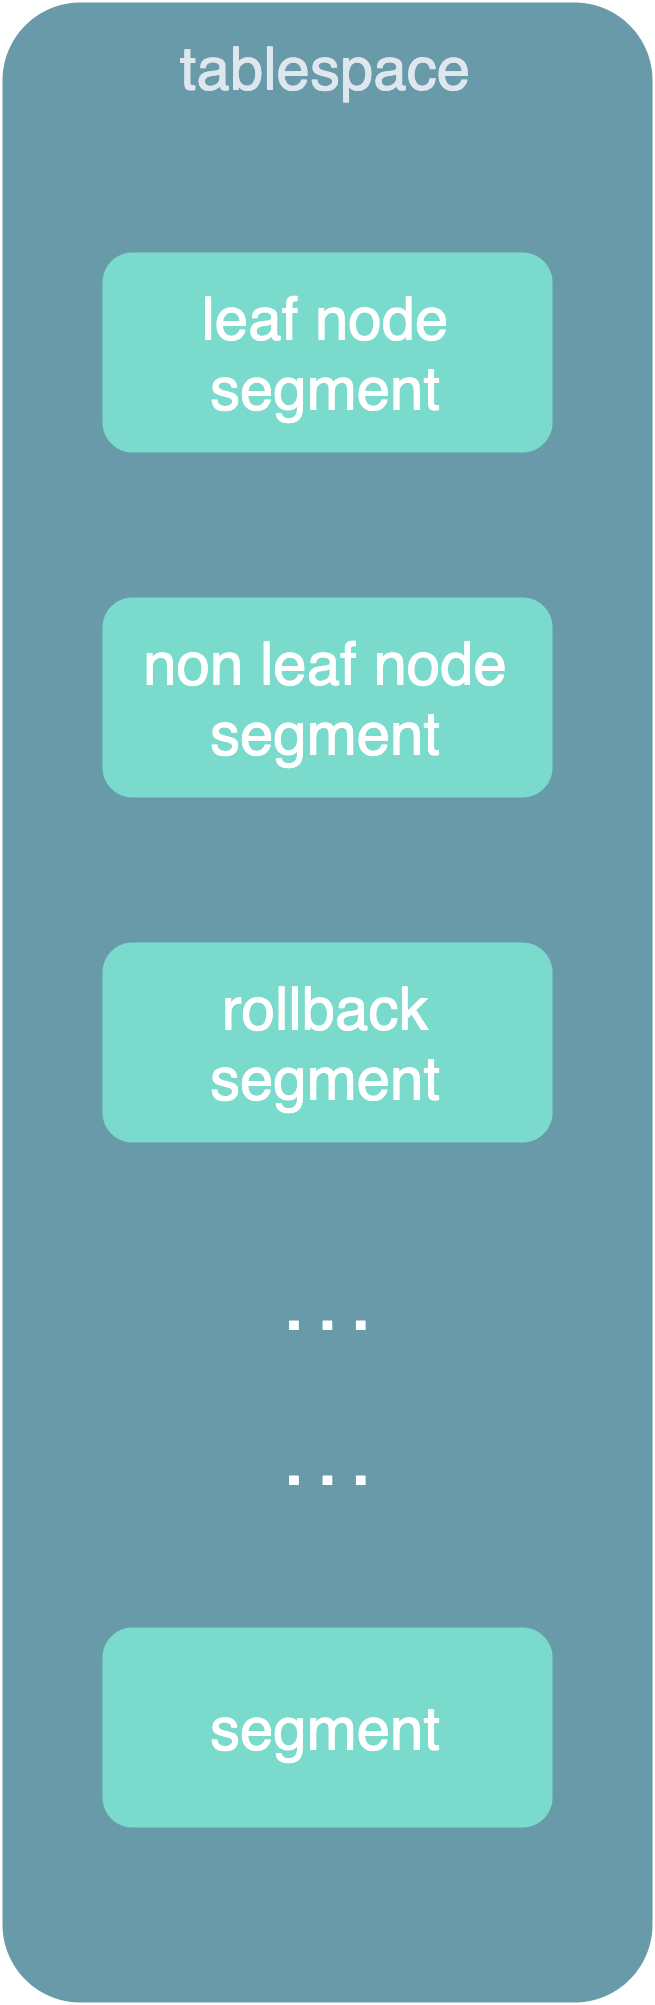 tablespace
leaf node
segment
non leaf node
segment
rollback
segment
...
...
segment